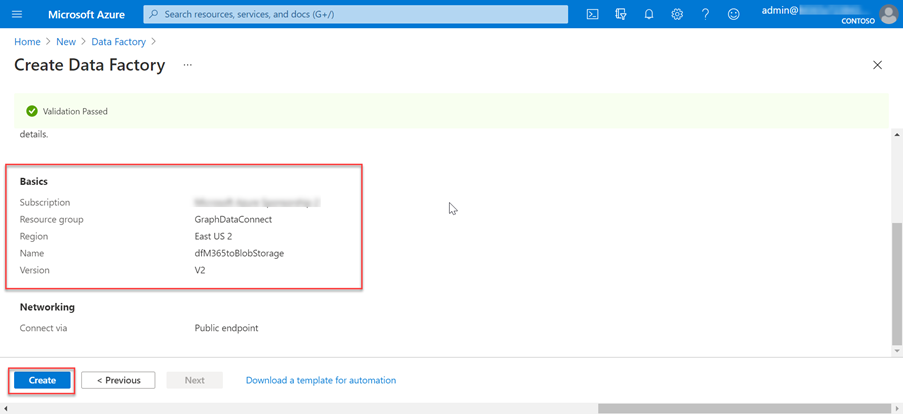 Microsoft Azure
Search resources, services, and docs (G+/)
admin@
CONTOSO
Home > New > Data Factory >
Create Data Factory ...
Validation Passed
details.
Basics
Subscription
Resource group GraphDataConnect
Region East US 2
Name dfM365toBlobStorage
Version V2
Networking
Connect via Public endpoint
Create < Previous Next Download a template for automation